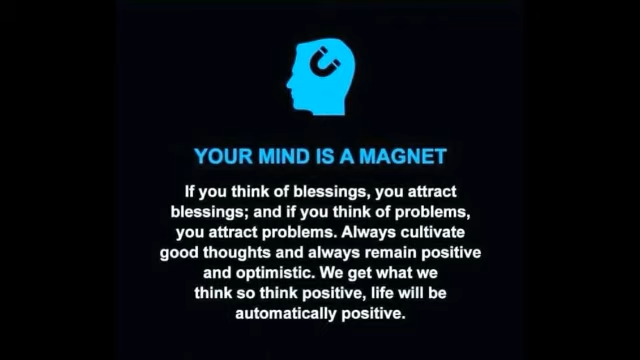 YOUR MIND IS A MAGNET
If you think of blessings, you attract
blessings; and if you think of problems,
you attract problems. Always cultivate
good thoughts and always remain positive
and optimistic. We get what we
think so think positive, life will be
automatically positive.